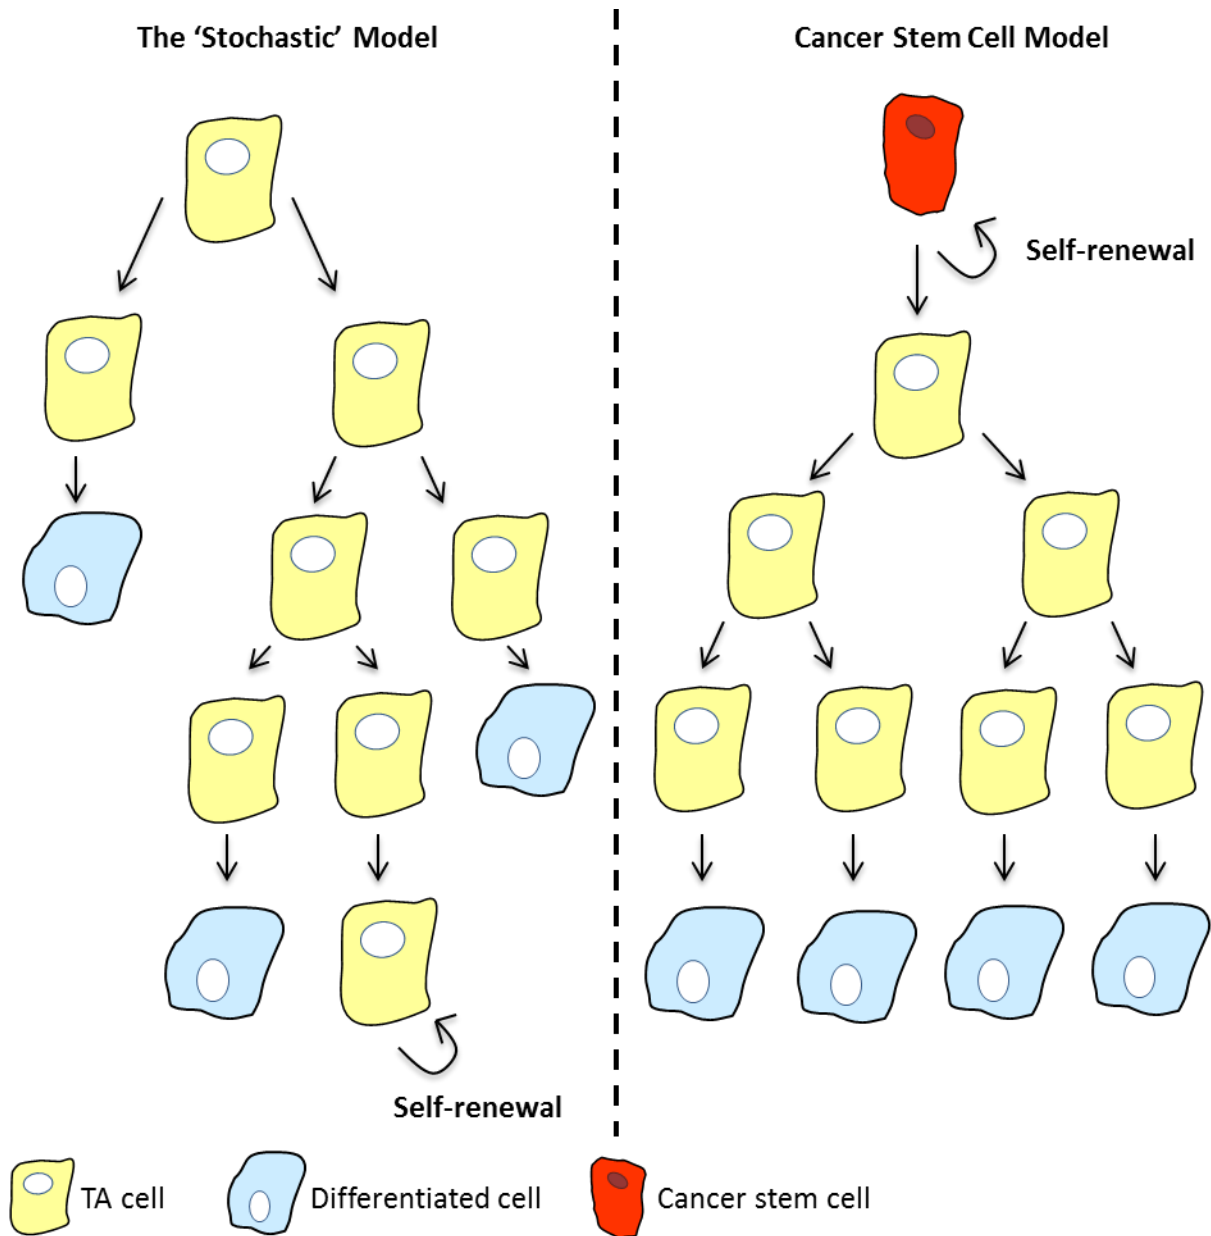 The ‘Stochastic’ Model
Cancer Stem Cell Model
Self-renewal
Self-renewal
TA cell
Differentiated cell
Cancer stem cell